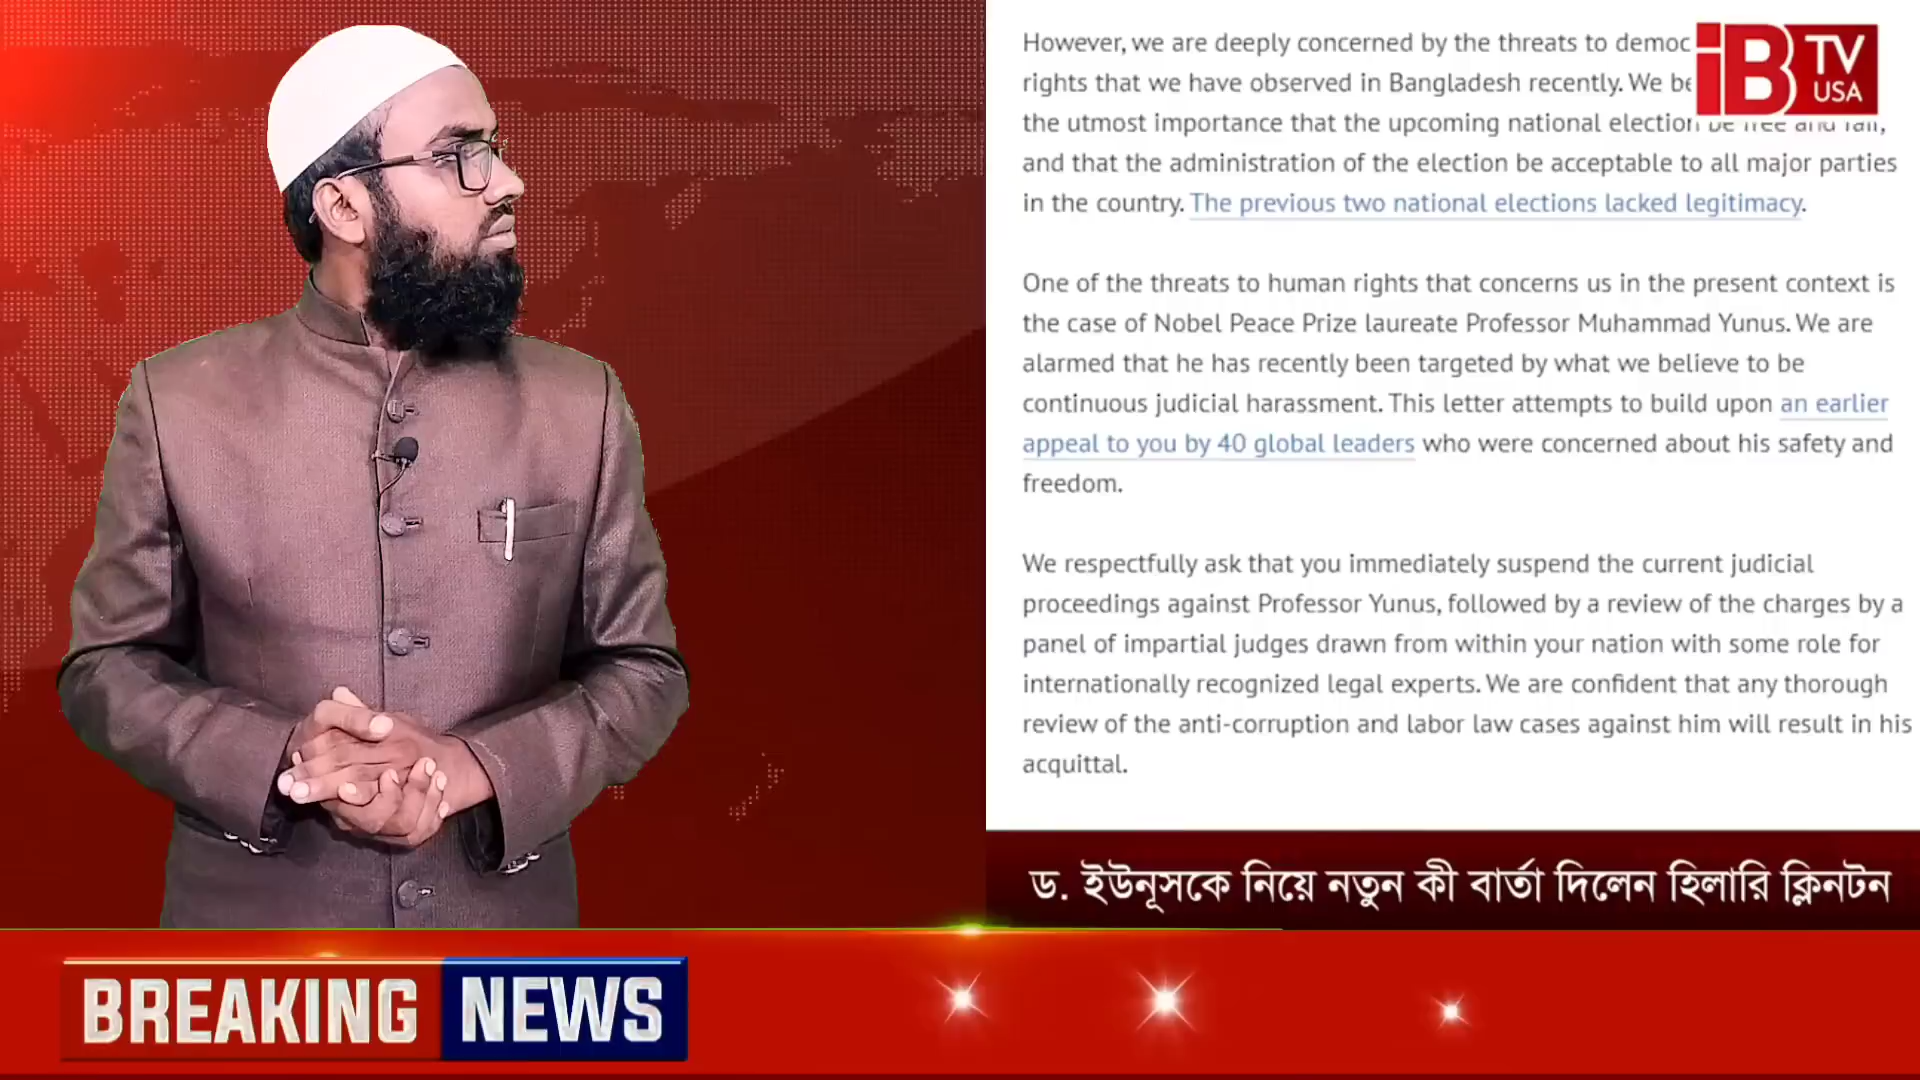 However, we are deeply concerned by the threats to
rights that we have observed in Bangladesh recently. We
the utmost importance that the upcoming national election be free and fair,
and that the administration of the election be acceptable to all major parties
in the country. The previous two national elections lacked legitimacy.
One of the threats to human rights that concerns us in the present context is
the case of Nobel Peace Prize laureate Professor Muhammad Yunus. We are
alarmed that he has recently been targeted by what we believe to be
continuous judicial harassment. This letter attempts to build upon an earlier
appeal to you by 40 global leaders who were concerned about his safety and
freedom.
We respectfully ask that you immediately suspend the current judicial
proceedings against Professor Yunus, followed by a review of the charges by a
panel of impartial judges drawn from within your nation with some role for
internationally recognized legal experts. We are confident that any thorough
review of the anti-corruption and labor law cases against him will result in his
acquittal.
iB TV USA
ড. ইউনূসকে নিয়ে নতুন কী বার্তা দিলেন হিলারি ক্লিনটন
BREAKING NEWS